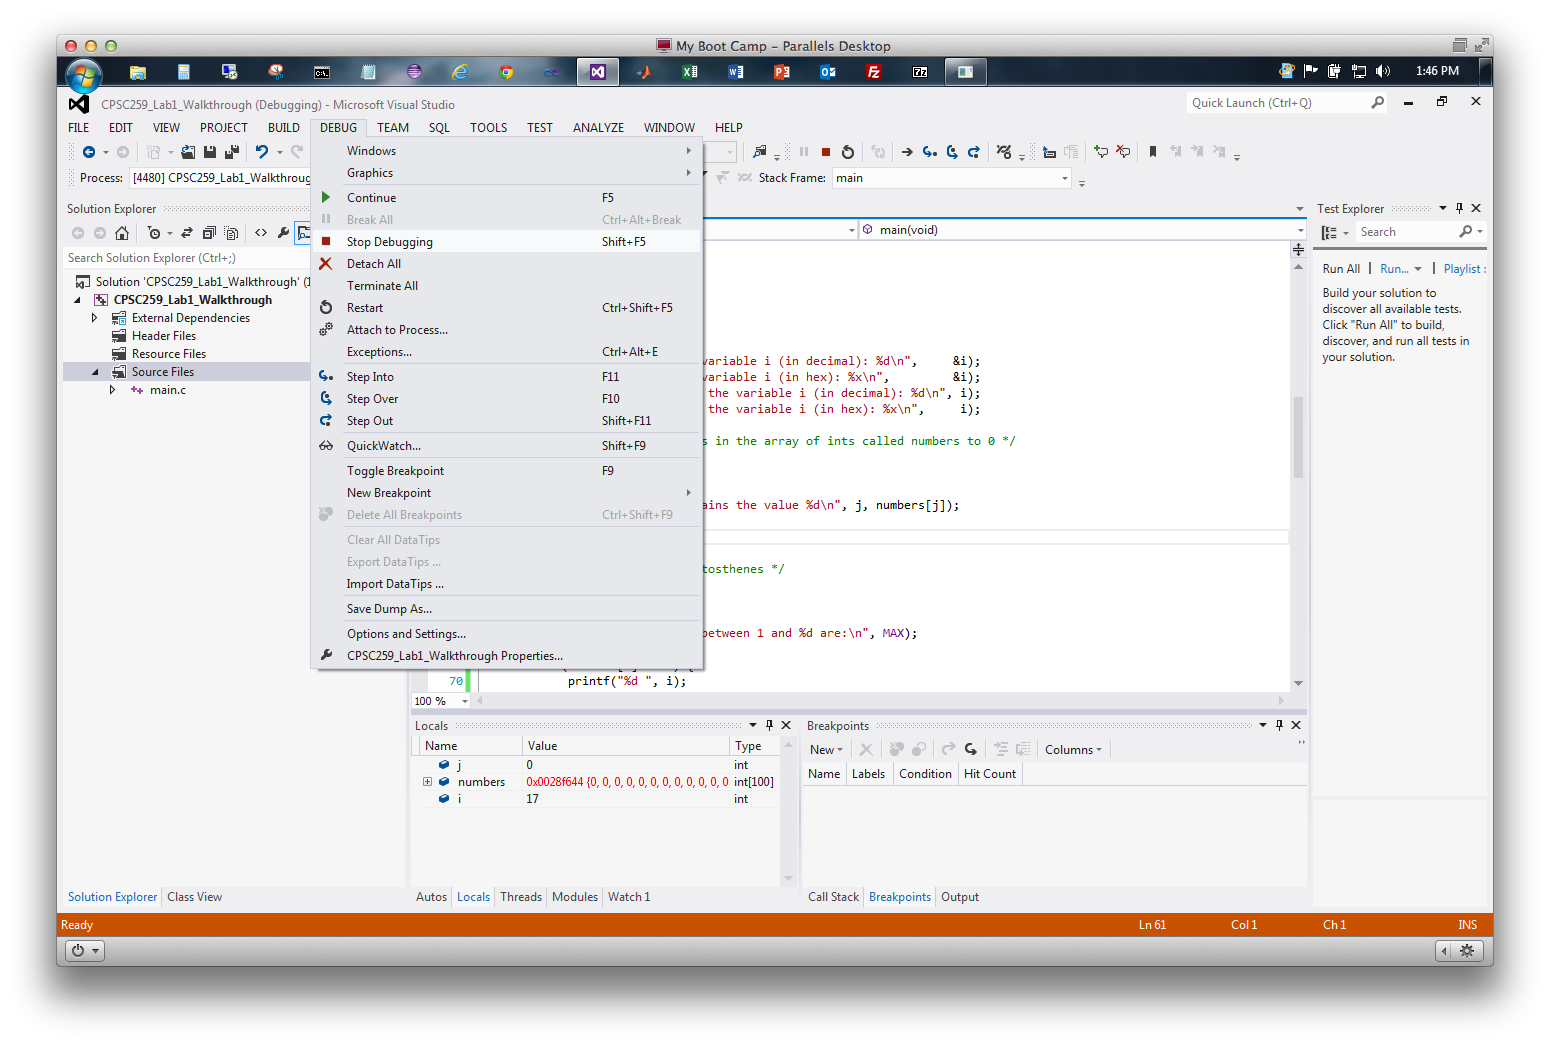 My Boot Camp - Parallels Desktop
1:46 PM
CPSC259_Lab1_Walkthrough (Debugging) - Microsoft Visual Studio
Quick Launch (Ctrl+Q)
FILE EDIT VIEW PROJECT BUILD DEBUG TEAM SQL TOOLS TEST ANALYZE WINDOW HELP
Process: [4480] CPSC259_Lab1_Walkthroug
Stack Frame: main
Solution Explorer
Search Solution Explorer (Ctrl+;)
Solution 'CPSC259_Lab1_Walkthrough' (1
CPSC259_Lab1_Walkthrough
External Dependencies
Header Files
Resource Files
Source Files
main.c
Solution Explorer Class View
Windows
Graphics
Continue F5
Break All Ctrl+Alt+Break
Stop Debugging Shift+F5
Detach All
Terminate All
Restart Ctrl+Shift+F5
Attach to Process...
Exceptions... Ctrl+Alt+E
Step Into F11
Step Over F10
Step Out Shift+F11
QuickWatch... Shift+F9
Toggle Breakpoint F9
New Breakpoint
Delete All Breakpoints Ctrl+Shift+F9
Clear All DataTips
Export DataTips ...
Import DataTips ...
Save Dump As...
Options and Settings...
CPSC259_Lab1_Walkthrough Properties...
main(void)
variable i (in decimal): %d\n", &i);
variable i (in hex): %x\n", &i);
the variable i (in decimal): %d\n", i);
the variable i (in hex): %x\n", i);
s in the array of ints called numbers to 0 */
ains the value %d\n", j, numbers[j]);
tosthenes */
between 1 and %d are:\n", MAX);
70 printf("%d ", i);
100 %
Test Explorer
Search
Run All Run... Playlist :
Build your solution to
discover all available tests.
Click "Run All" to build,
discover, and run all tests in
your solution.
Locals
Name Value Type
j 0 int
numbers 0x0028f644 {0, 0, 0, 0, 0, 0, 0, 0, 0, 0, 0, 0 int[100]
i 17 int
Autos Locals Threads Modules Watch 1
Breakpoints
New Columns
Name Labels Condition Hit Count
Call Stack Breakpoints Output
Ready Ln 61 Col 1 Ch 1 INS